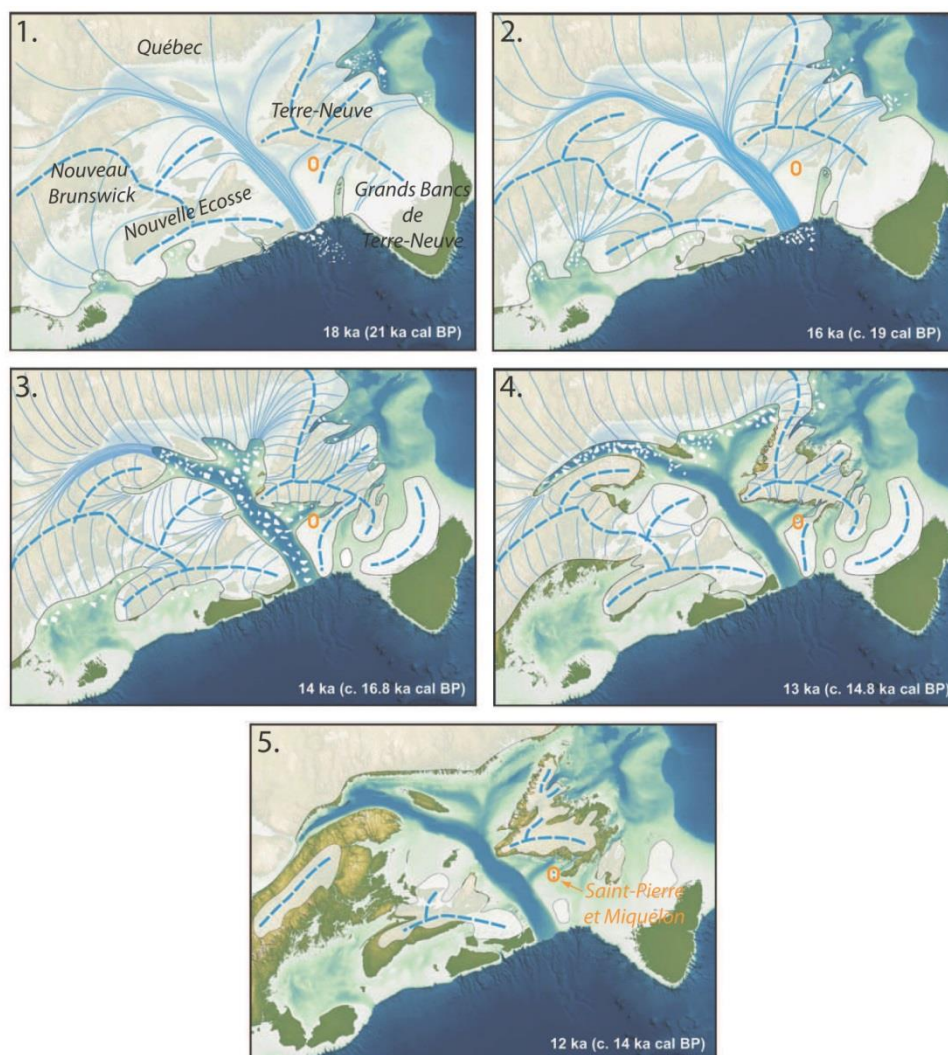 1.
Québec
Terre-Neuve
Nouveau
Brunswick
Nouvelle Ecosse
Grands Bancs
de
Terre-Neuve
18 ka (21 ka cal BP)
2.
16 ka (c. 19 cal BP)
3.
14 ka (c. 16.8 ka cal BP)
4.
13 ka (c. 14.8 ka cal BP)
5.
Saint-Pierre
et Miquelon
12 ka (c. 14 ka cal BP)